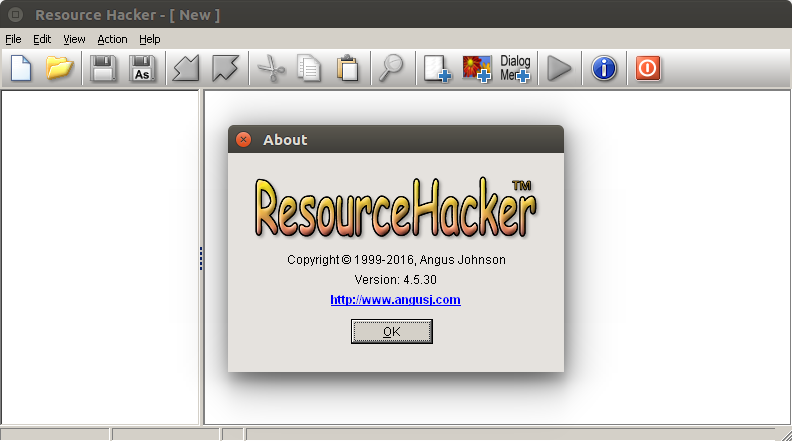 Resource Hacker - [ New ]
File Edit View Action Help
As
Dialog
Menu
About
ResourceHacker™
Copyright © 1999-2016, Angus Johnson
Version: 4.5.30
http://www.angusj.com
OK